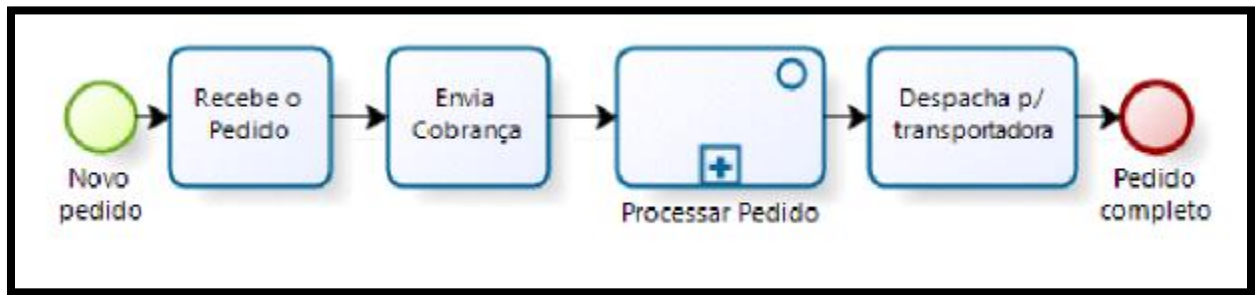 Novo
pedido
Recebe o
Pedido
Envia
Cobrança
Processar Pedido
Despacha p/
transportadora
Pedido
completo